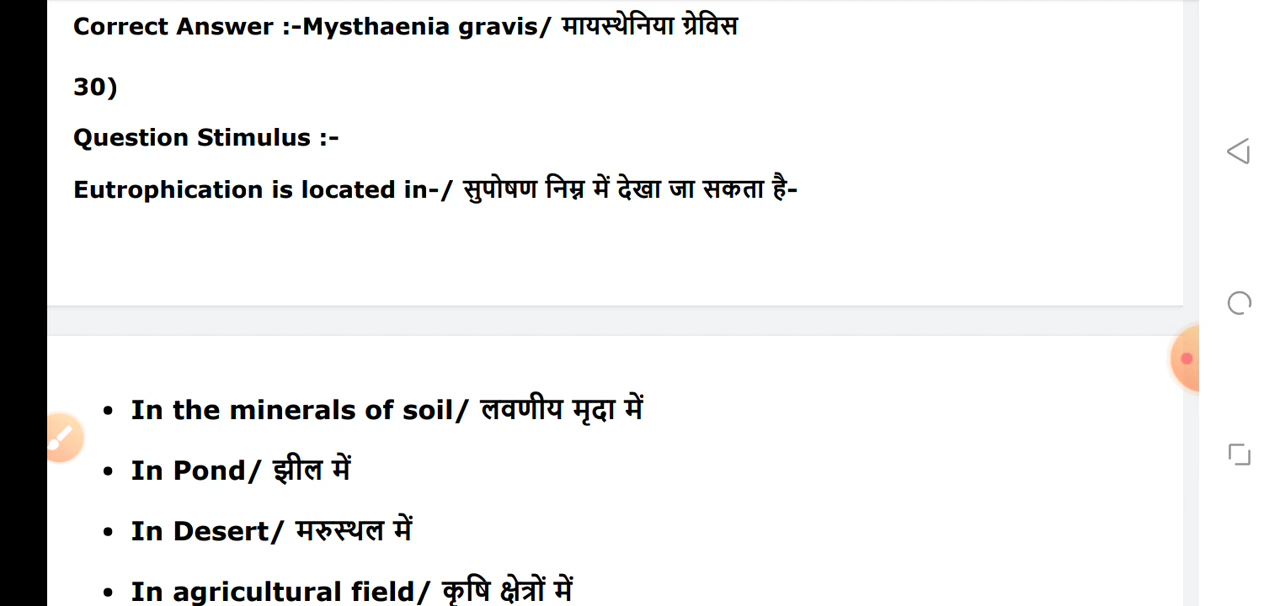 Correct Answer :-Mysthaenia gravis/ मायस्थेनिया ग्रेविस
30)
Question Stimulus :-
Eutrophication is located in-/ सुपोषण निम्न में देखा जा सकता है-
• In the minerals of soil/ लवणीय मृदा में
• In Pond/ झील में
• In Desert/ मरुस्थल में
• In agricultural field/ कृषि क्षेत्रों में